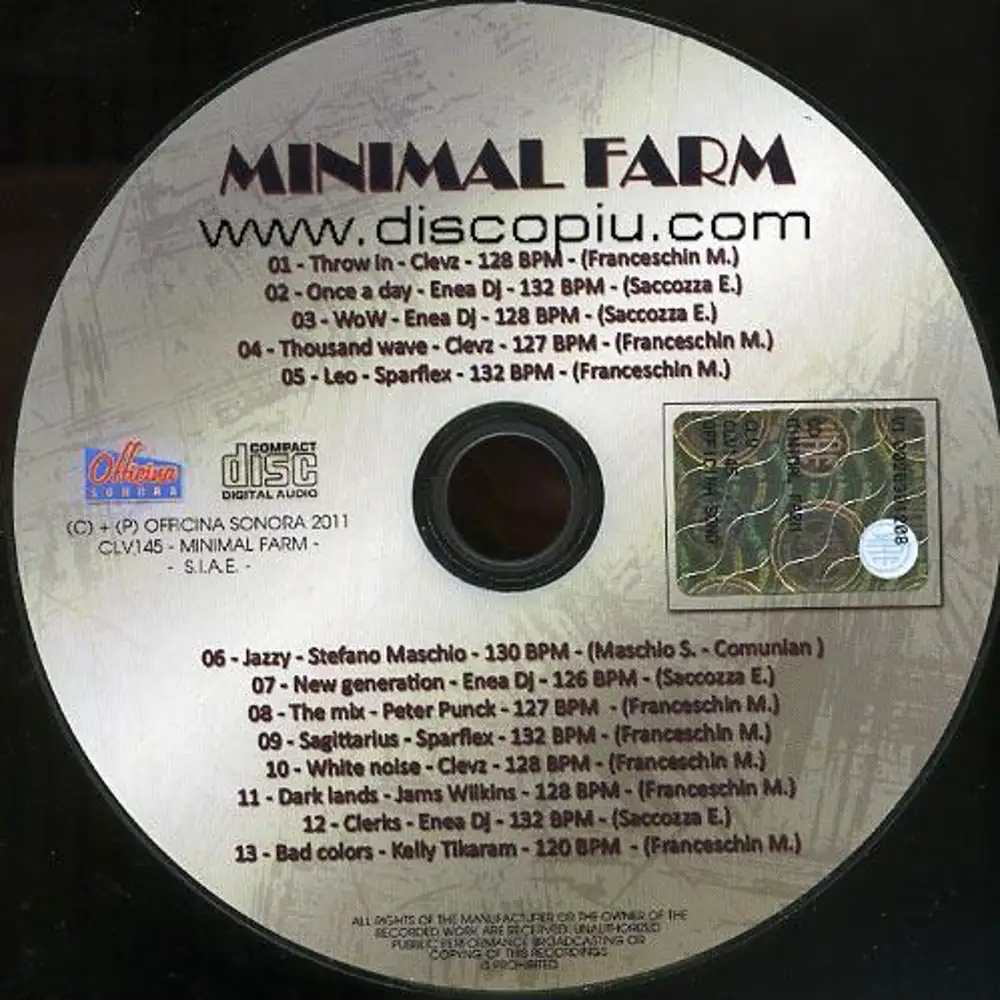 MINIMAL FARM
www.discopiu.com
01 - Throw in - Clevz - 128 BPM - (Franceschin M.)
02 - Once a day - Enea Dj - 132 BPM - (Saccozza E.)
03 - WoW - Enea Dj - 128 BPM - (Saccozza E.)
04 - Thousand wave - Clevz - 127 BPM - (Franceschin M.)
05 - Leo - Sparflex - 132 BPM - (Franceschin M.)
Officina
SONORA
COMPACT
disc
DIGITAL AUDIO
(C) + (P) OFFICINA SONORA 2011
CLV145 - MINIMAL FARM -
- S.I.A.E. -
06 - Jazzy - Stefano Maschio - 130 BPM - (Maschio S. - Comunian )
07 - New generation - Enea Dj - 126 BPM - (Saccozza E.)
08 - The mix - Peter Punck - 127 BPM - (Franceschin M.)
09 - Sagittarius - Sparflex - 132 BPM - (Franceschin M.)
10 - White noise - Clevz - 128 BPM - (Franceschin M.)
11 - Dark lands - Jams Wilkins - 128 BPM - (Franceschin M.)
12 - Clerks - Enea Dj - 132 BPM - (Saccozza E.)
13 - Bad colors - Kelly Tikaram - 120 BPM - (Franceschin M.)
ALL RIGHTS OF THE MANUFACTURER OR THE OWNER OF THE
RECORDED WORK ARE RECEIVED. UNAUTHORIZED
PUBBLIC PERFORMANCE BROADCASTING OR
COPYNG OF THIS RECORDINGS
IS PROHIBITED